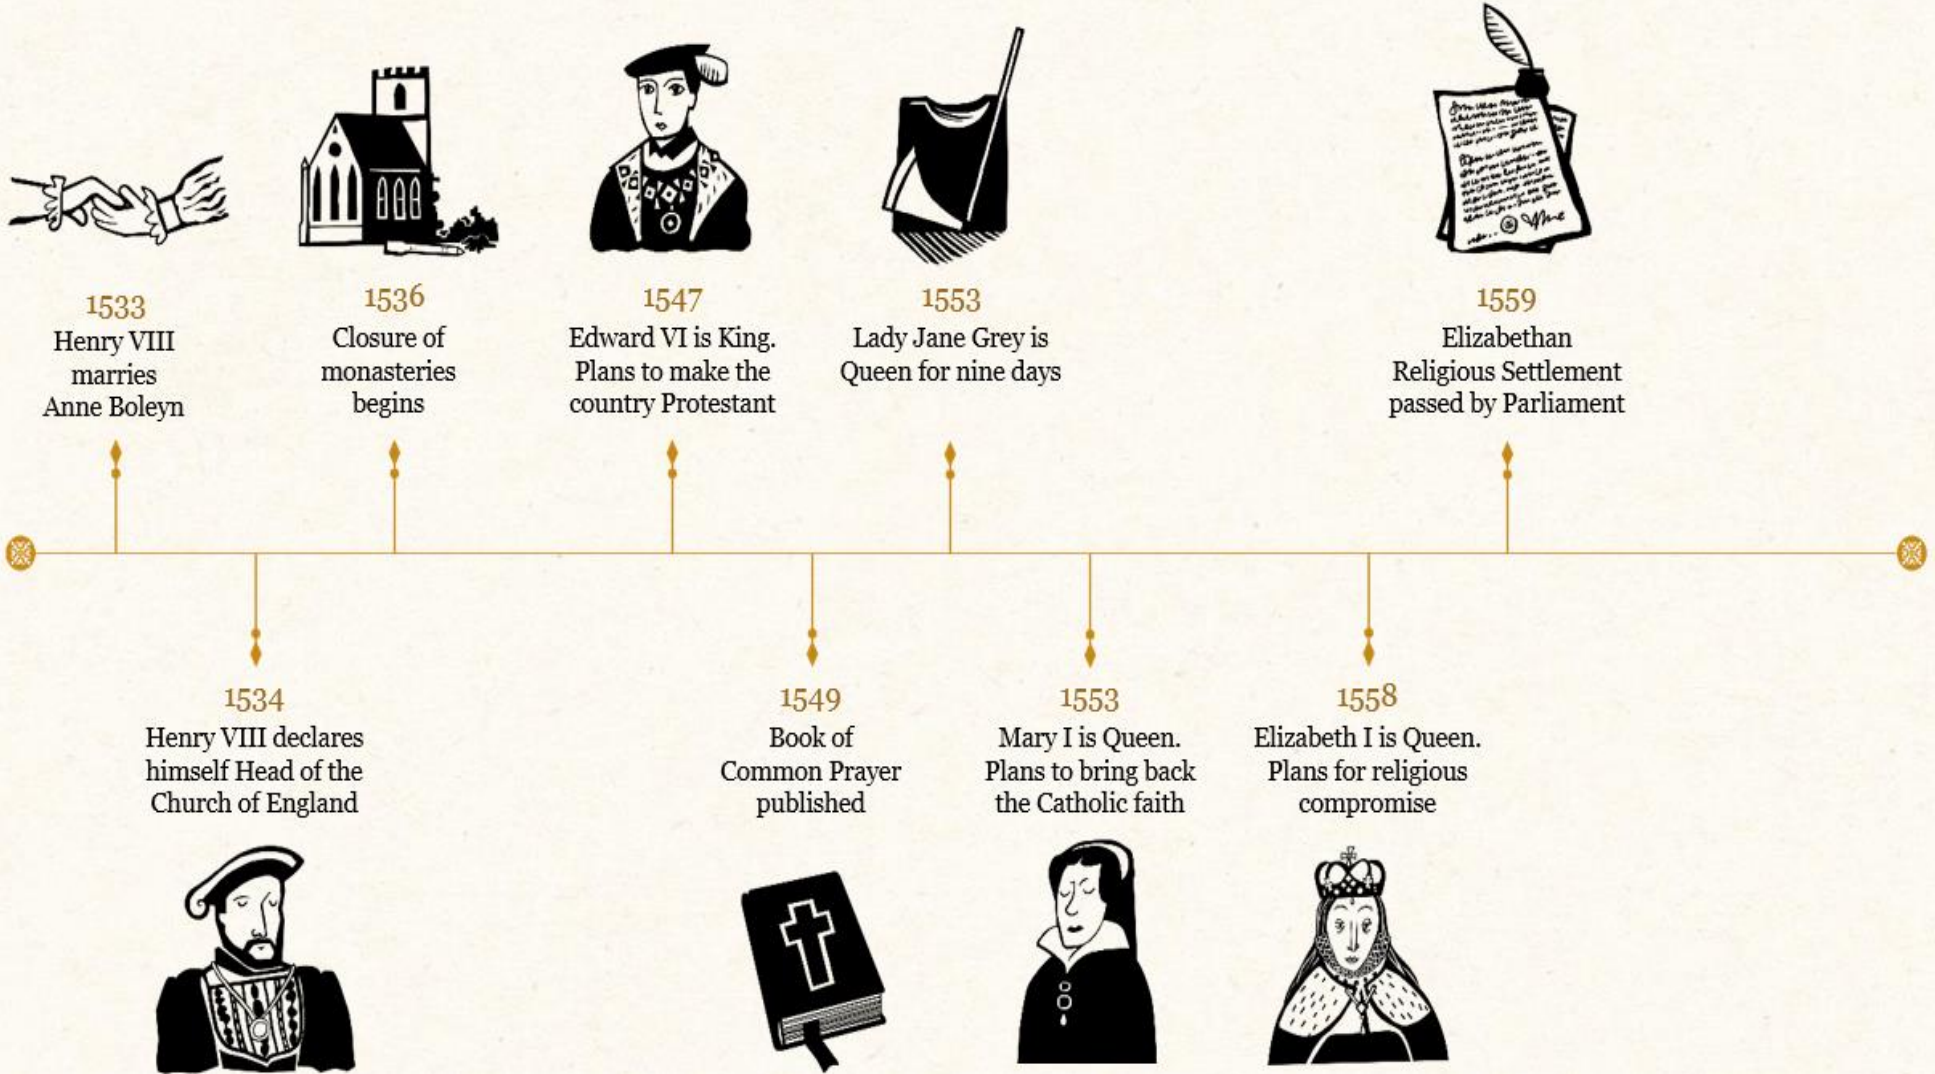 1533
Henry VIII
marries
Anne Boleyn
1536
Closure of
monasteries
begins
1547
Edward VI is King.
Plans to make the
country Protestant
1553
Lady Jane Grey is
Queen for nine days
1559
Elizabethan
Religious Settlement
passed by Parliament
1534
Henry VIII declares
himself Head of the
Church of England
1549
Book of
Common Prayer
published
1553
Mary I is Queen.
Plans to bring back
the Catholic faith
1558
Elizabeth I is Queen.
Plans for religious
compromise